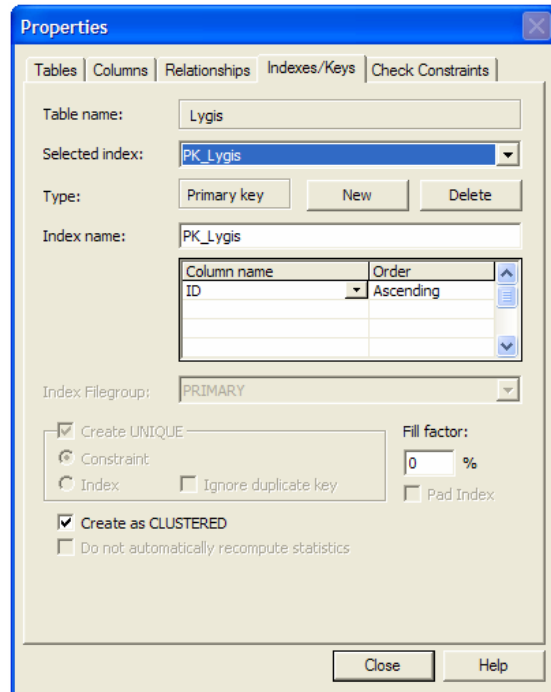 Properties
Tables Columns Relationships Indexes/Keys Check Constraints
Table name: Lygis
Selected index: PK_Lygis
Type: Primary key New Delete
Index name: PK_Lygis
Column name Order
ID Ascending
Index Filegroup: PRIMARY
Create UNIQUE Fill factor:
Constraint 0 %
Index Ignore duplicate key Pad Index
Create as CLUSTERED
Do not automatically recompute statistics
Close Help